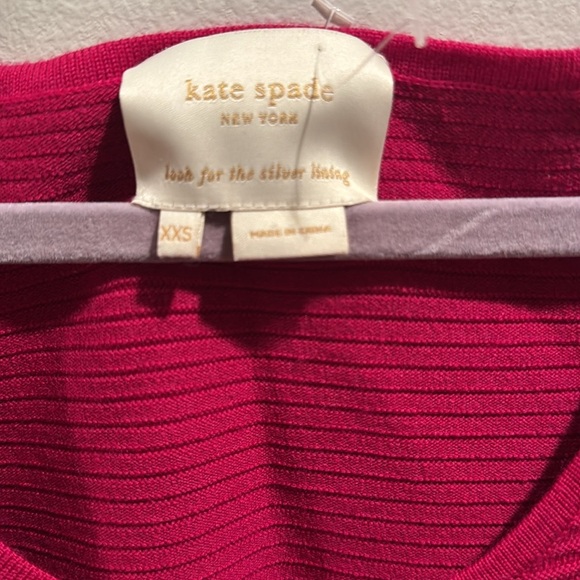 kate spade
NEW YORK
look for the silver lining
XXS
MADE IN CHINA